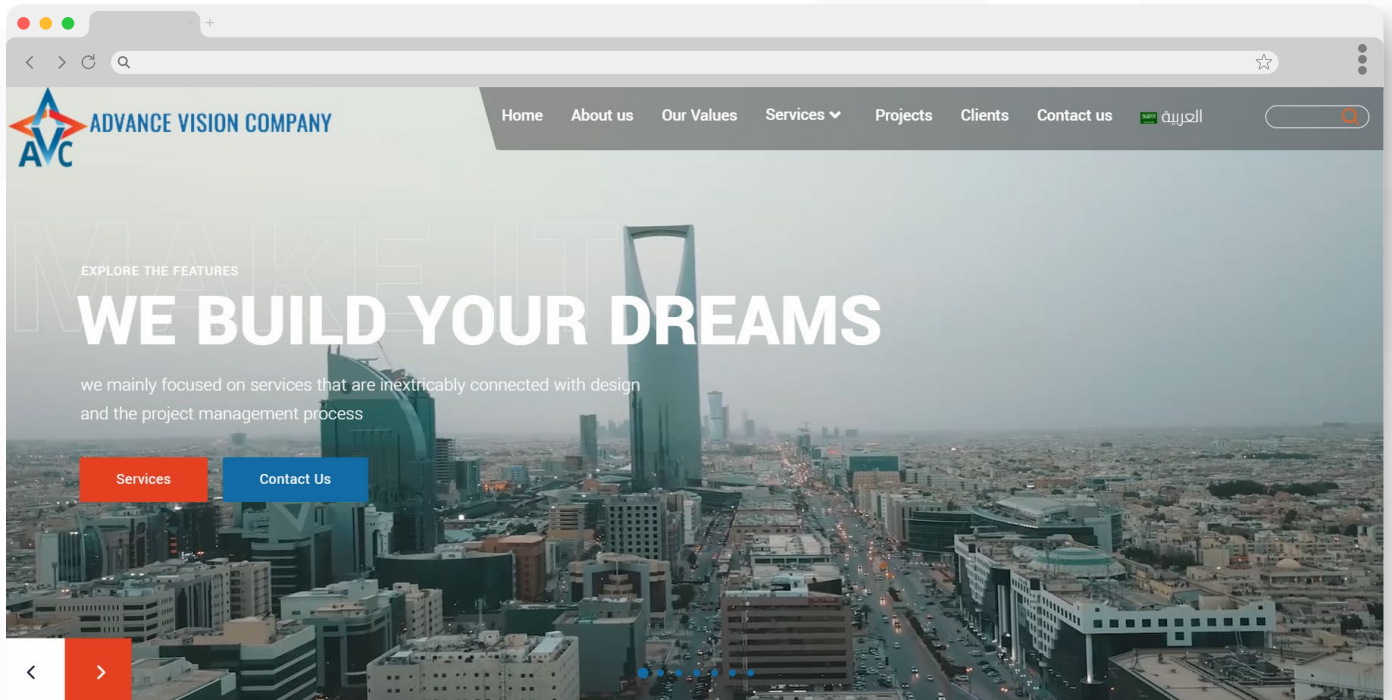 ADVANCE VISION COMPANY
AVC
Home About us Our Values Services Projects Clients Contact us العربية
MAKE IT
EXPLORE THE FEATURES
WE BUILD YOUR DREAMS
we mainly focused on services that are inextricably connected with design
and the project management process
Services Contact Us